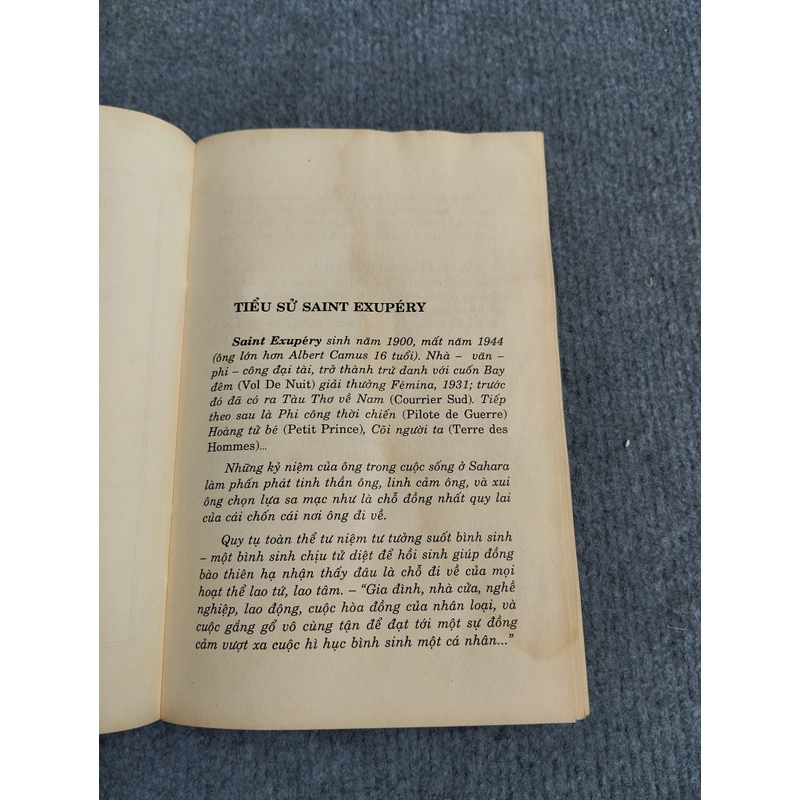 TIỂU SỬ SAINT EXUPÉRY
Saint Exupéry sinh năm 1900, mất năm 1944
(ông lớn hơn Albert Camus 16 tuổi). Nhà – văn –
phi – công đại tài, trở thành trứ danh với cuốn Bay
đêm (Vol De Nuit) giải thưởng Fémina, 1931; trước
đó đã có ra Tàu Thơ về Nam (Courrier Sud). Tiếp
theo sau là Phi công thời chiến (Pilote de Guerre)
Hoàng tử bé (Petit Prince), Cõi người ta (Terre des
Hommes)...
Những kỷ niệm của ông trong cuộc sống ở Sahara
làm phấn phát tinh thần ông, linh cảm ông, và xui
ông chọn lựa sa mạc như là chỗ đồng nhất quy lai
của cái chốn cái nơi ông đi về.
Quy tụ toàn thể tư niệm tư tưởng suốt bình sinh
– một bình sinh chịu tử diệt để hồi sinh giúp đồng
bào thiên hạ nhận thấy đâu là chỗ đi về của mọi
hoạt thể lao tứ, lao tâm. – “Gia đình, nhà cửa, nghề
nghiệp, lao động, cuộc hòa đồng của nhân loại, và
cuộc gắng gổ vô cùng tận để đạt tới một sự đồng
cảm vượt xa cuộc hì hục bình sinh một cá nhân...”